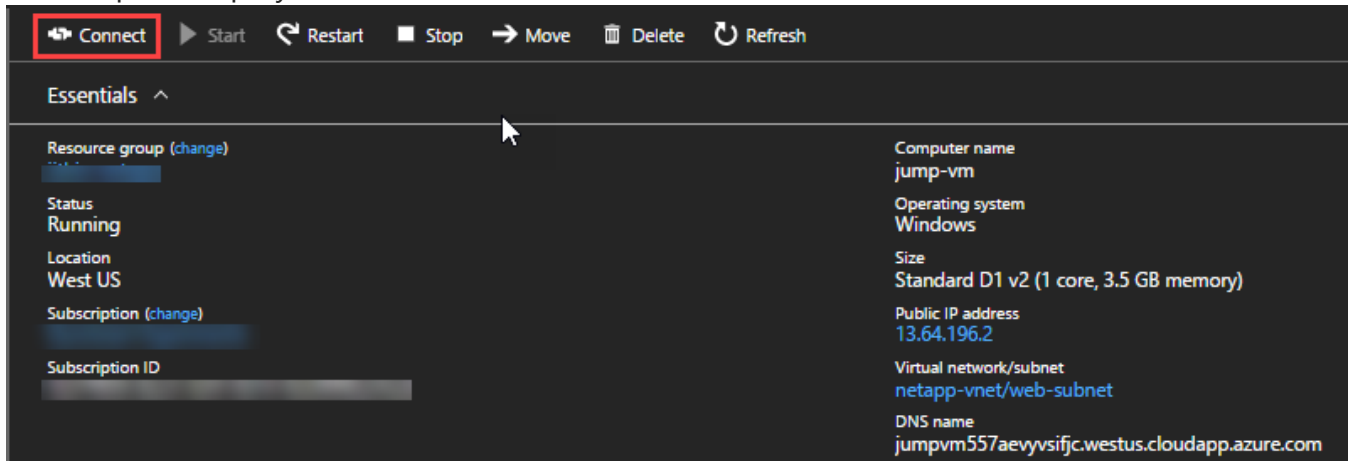 Connect Start Restart Stop Move Delete Refresh
Essentials
Resource group (change)
Computer name
jump-vm
Status
Running
Operating system
Windows
Location
West US
Size
Standard D1 v2 (1 core, 3.5 GB memory)
Subscription (change)
Public IP address
13.64.196.2
Subscription ID
Virtual network/subnet
netapp-vnet/web-subnet
DNS name
jumpvm557aevyvsifjc.westus.cloudapp.azure.com